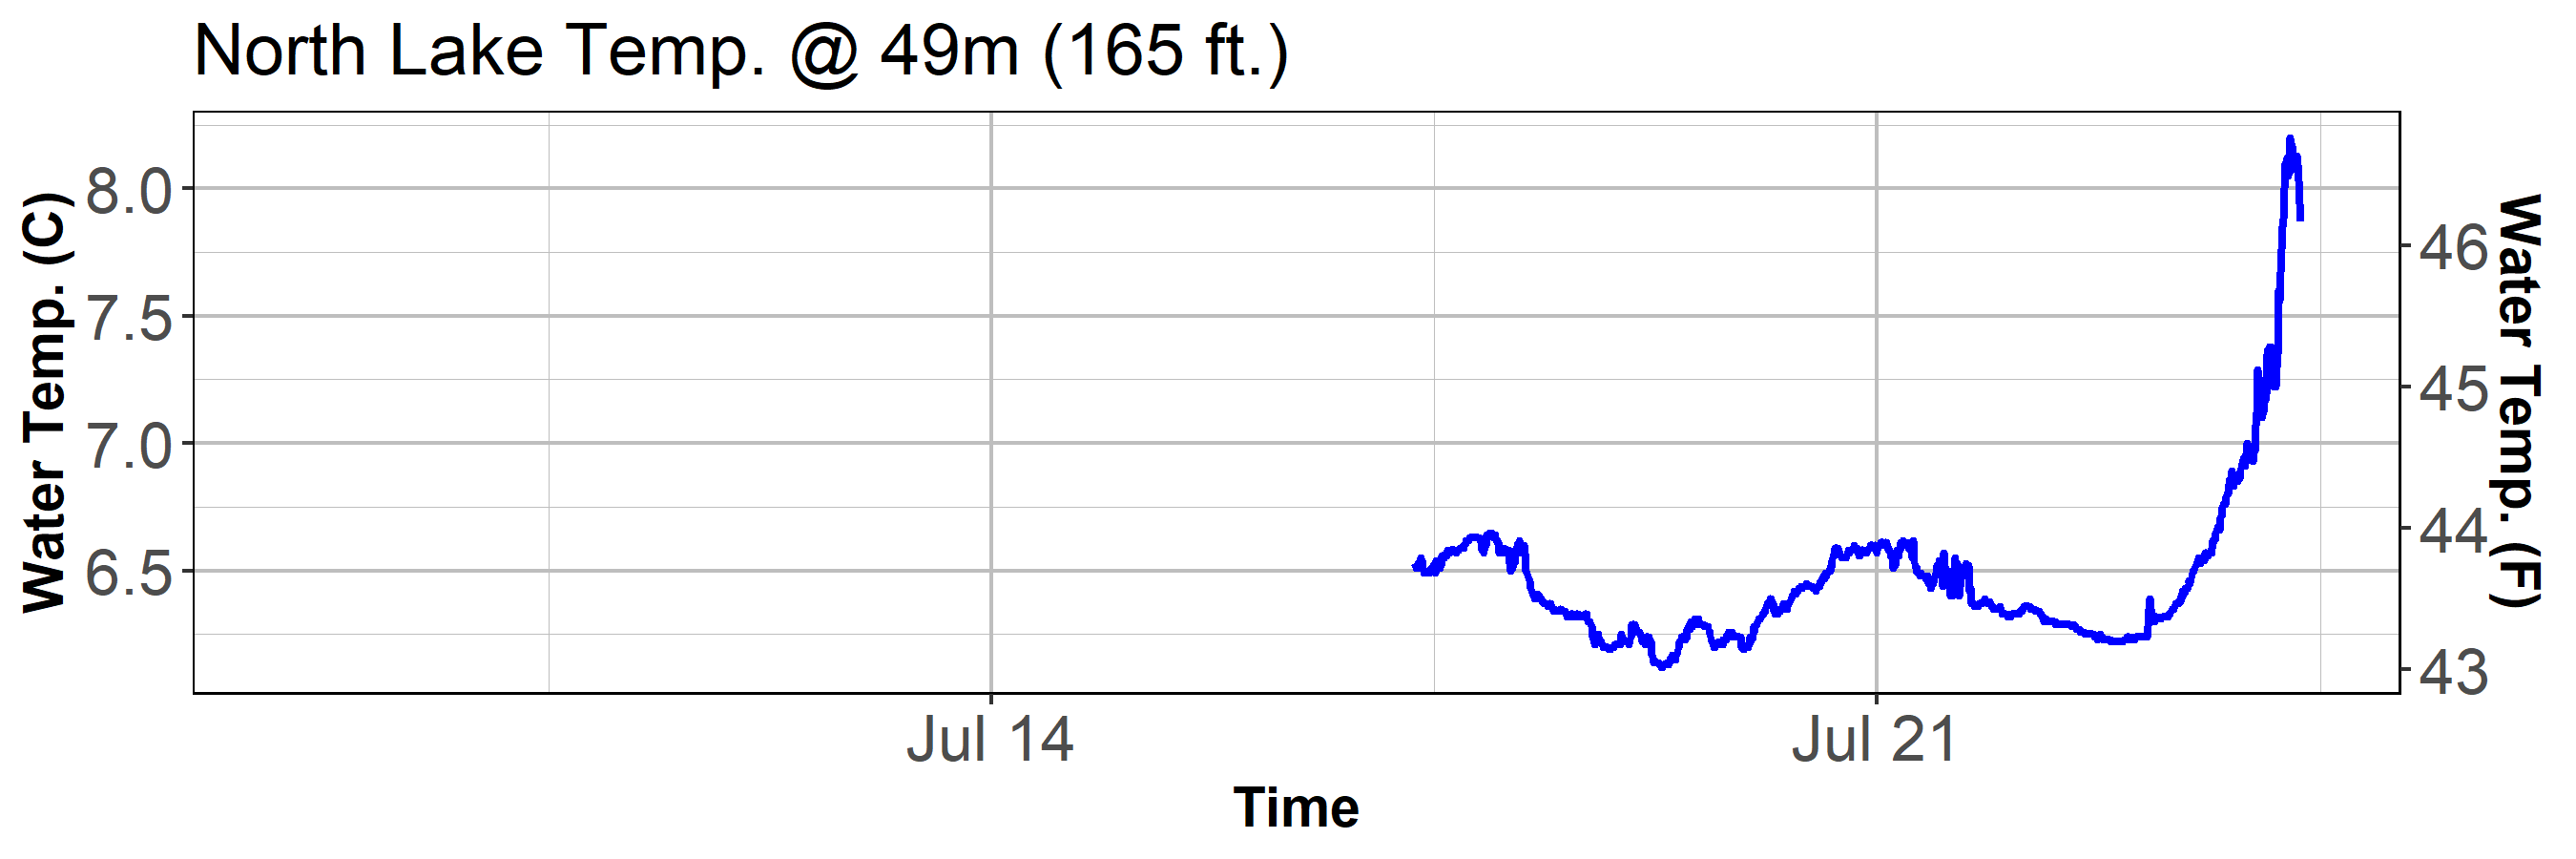 North Lake Temp. @ 49m (165 ft.)
Water Temp. (C)
8.0
7.5
7.0
6.5
46
45
44
43
Water Temp. (F)
Jul 14
Jul 21
Time